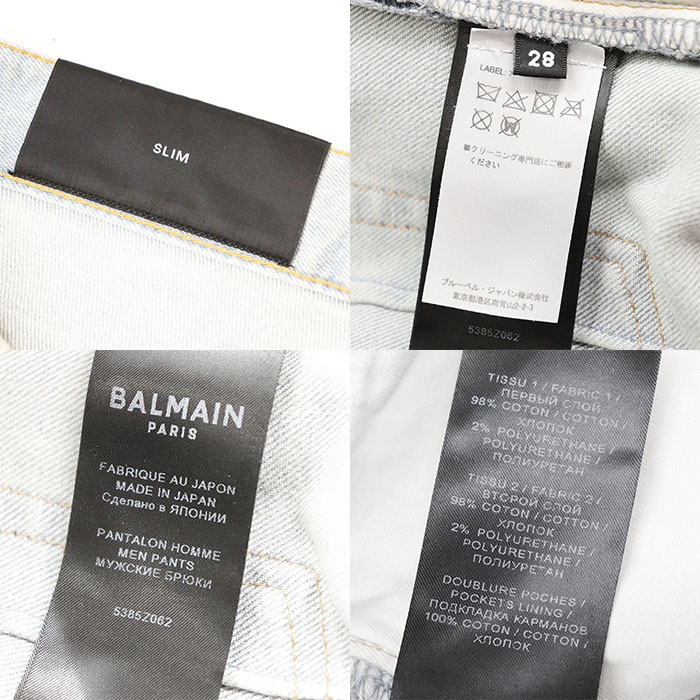 SLIM
28
LABEL:
■クリーニング専門店にご相談
ください
ブルーベル・ジャパン株式会社
東京都港区南青山2-2-3
5385Z062
BALMAIN
PARIS
FABRIQUE AU JAPON
MADE IN JAPAN
Сделано в ЯПОНИИ
PANTALON HOMME
MEN PANTS
МУЖСКИЕ БРЮКИ
5385Z062
TISSU 1 / FABRIC
ПЕРВЫЙ СЛОЙ
98% COTON / COTT
ХЛОПОК
2% POLYURETHANE /
POLYURETHANE /
ПОЛИУРЕТАН
TISSU 2 / FABRIC 2 /
ВТОРОЙ СЛОЙ
98% COTON / COTTON /
ХЛОПОК
2% POLYURETHANE /
POLYURETHANE /
ПОЛИУРЕТАН
DOUBLURE POCHES /
POCKETS LINING /
ПОДКЛАДКА КАРМАНОВ
100% COTON / COTTON /
ХЛОПОК